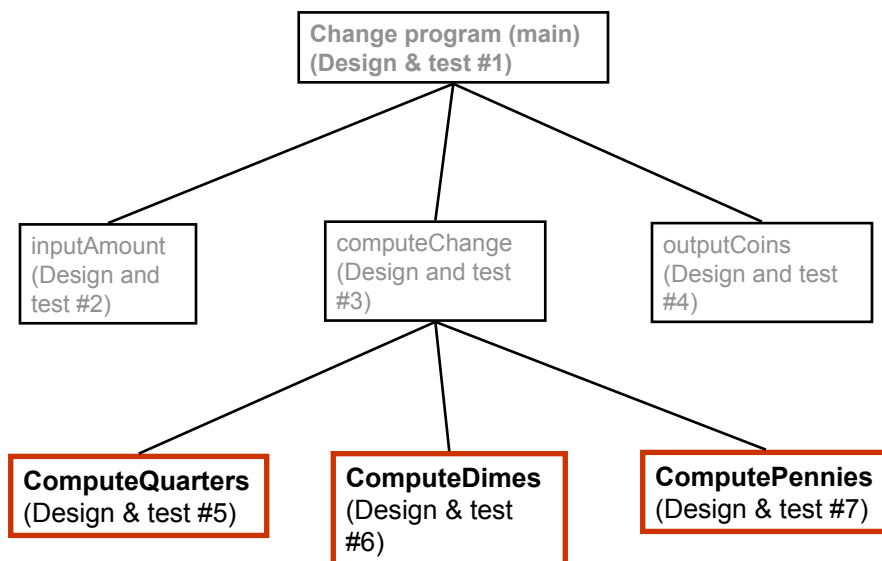 Change program (main)
(Design & test #1)
inputAmount
(Design and
test #2)
computeChange
(Design and test
#3)
outputCoins
(Design and test
#4)
ComputeQuarters
(Design & test #5)
ComputeDimes
(Design & test
#6)
ComputePennies
(Design & test #7)